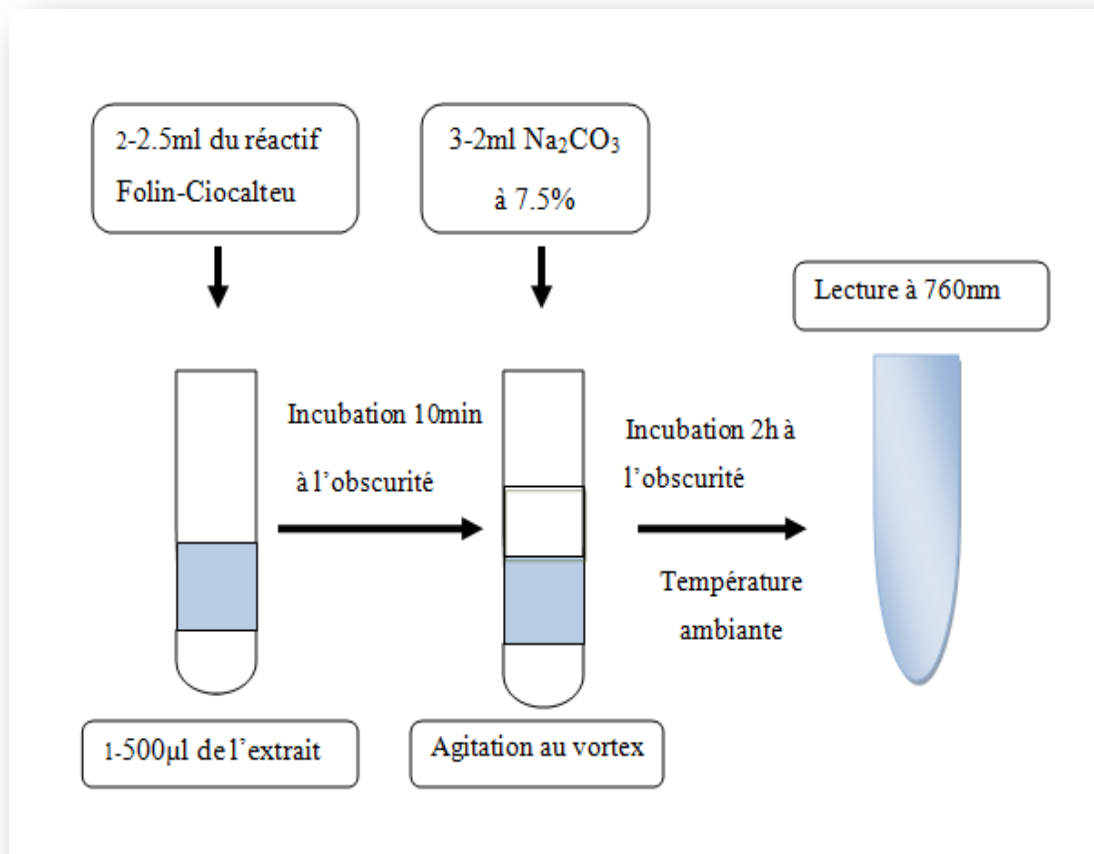 2-2.5ml du réactif
Folin-Ciocalteu
3-2ml Na₂CO₃
à 7.5%
Lecture à 760nm
Incubation 10min
à l'obscurité
Incubation 2h à
l'obscurité
Température
ambiante
1-500µl de l'extrait
Agitation au vortex